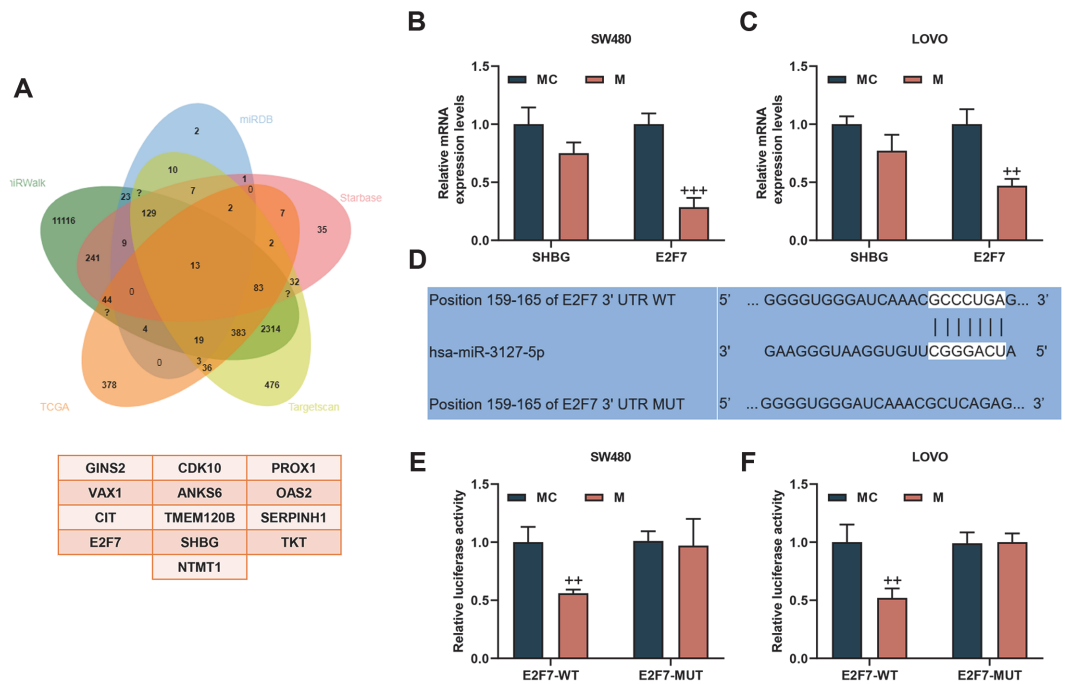 A
miRDB
iRWalk
Starbase
TCGA
Targetscan
2
10
1
0
23
?
7
129
2
7
35
11116
9
2
241
13
32
?
0
83
44
?
4
383
2314
19
3
36
0
378
476
GINS2 CDK10 PROX1
VAX1 ANKS6 OAS2
CIT TMEM120B SERPINH1
E2F7 SHBG TKT
NTMT1
B
SW480
MC M
Relative mRNA
expression levels
1.5
1.0
0.5
0.0
+++
SHBG E2F7
C
LOVO
MC M
Relative mRNA
expression levels
1.5
1.0
0.5
0.0
++
SHBG E2F7
D
Position 159-165 of E2F7 3' UTR WT 5' ... GGGGUGGGAUCAAACGCCCUGAG... 3'
hsa-miR-3127-5p 3' GAAGGGUAAGGUGUUCGGGACUA 5'
Position 159-165 of E2F7 3' UTR MUT 5' ...GGGGUGGGAUCAAACGCUCAGAG... 3'
E
SW480
MC M
Relative luciferase activity
1.5
1.0
0.5
0.0
++
E2F7-WT E2F7-MUT
F
LOVO
MC M
Relative luciferase activity
1.5
1.0
0.5
0.0
++
E2F7-WT E2F7-MUT